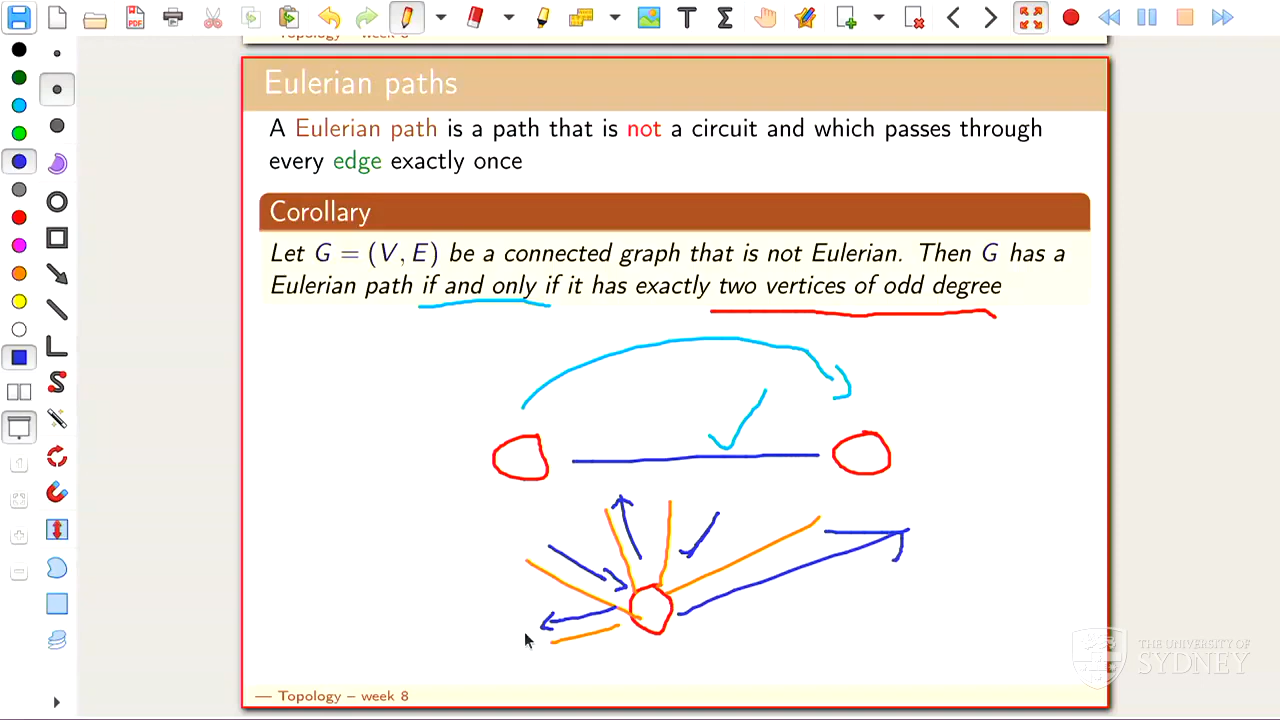 Topology – week 8
Eulerian paths
A Eulerian path is a path that is not a circuit and which passes through
every edge exactly once
Corollary
Let G = (V, E) be a connected graph that is not Eulerian. Then G has a
Eulerian path if and only if it has exactly two vertices of odd degree
— Topology – week 8
THE UNIVERSITY OF
SYDNEY